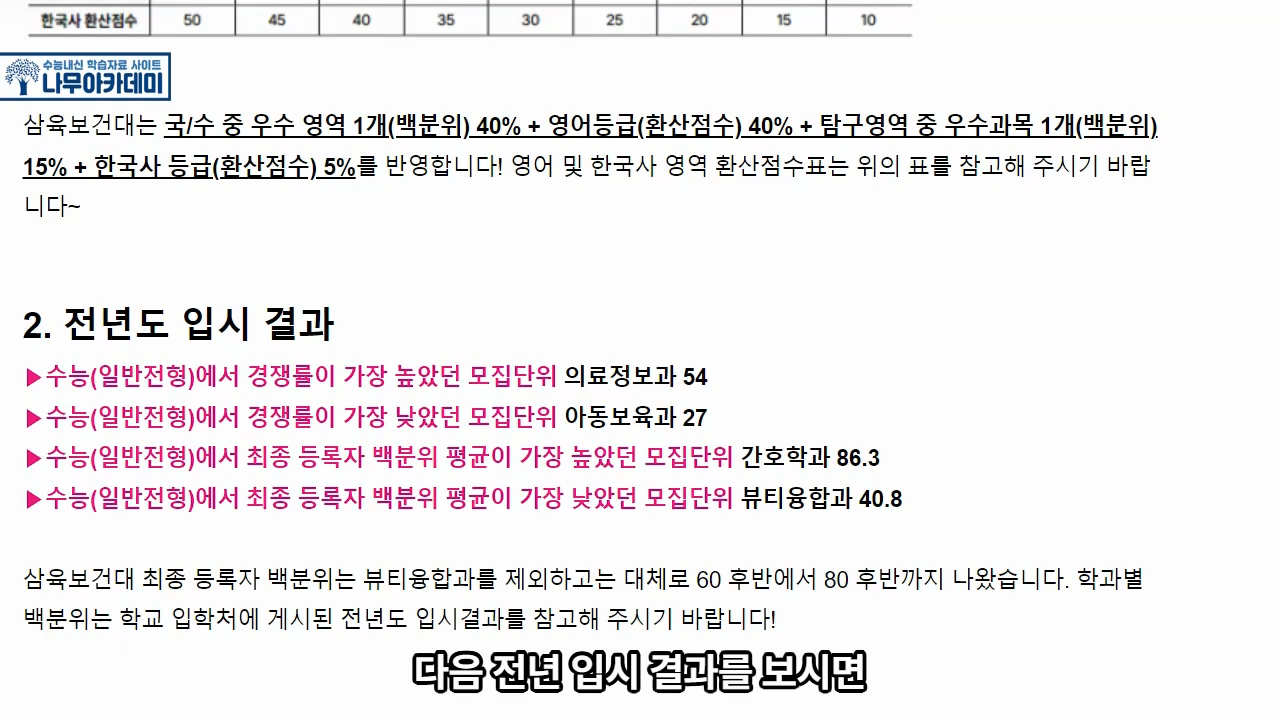 한국사 환산점수 50 45 40 35 30 25 20 15 10
수능내신 학습자료 사이트
나무아카데미
삼육보건대는 국/수 중 우수 영역 1개(백분위) 40% + 영어등급(환산점수) 40% + 탐구영역 중 우수과목 1개(백분위)
15% + 한국사 등급(환산점수) 5%를 반영합니다! 영어 및 한국사 영역 환산점수표는 위의 표를 참고해 주시기 바랍
니다~
2. 전년도 입시 결과
▶수능(일반전형)에서 경쟁률이 가장 높았던 모집단위 의료정보과 54
▶수능(일반전형)에서 경쟁률이 가장 낮았던 모집단위 아동보육과 27
▶수능(일반전형)에서 최종 등록자 백분위 평균이 가장 높았던 모집단위 간호학과 86.3
▶수능(일반전형)에서 최종 등록자 백분위 평균이 가장 낮았던 모집단위 뷰티융합과 40.8
삼육보건대 최종 등록자 백분위는 뷰티융합과를 제외하고는 대체로 60 후반에서 80 후반까지 나왔습니다. 학과별
백분위는 학교 입학처에 게시된 전년도 입시결과를 참고해 주시기 바랍니다!
다음 전년 입시 결과를 보시면